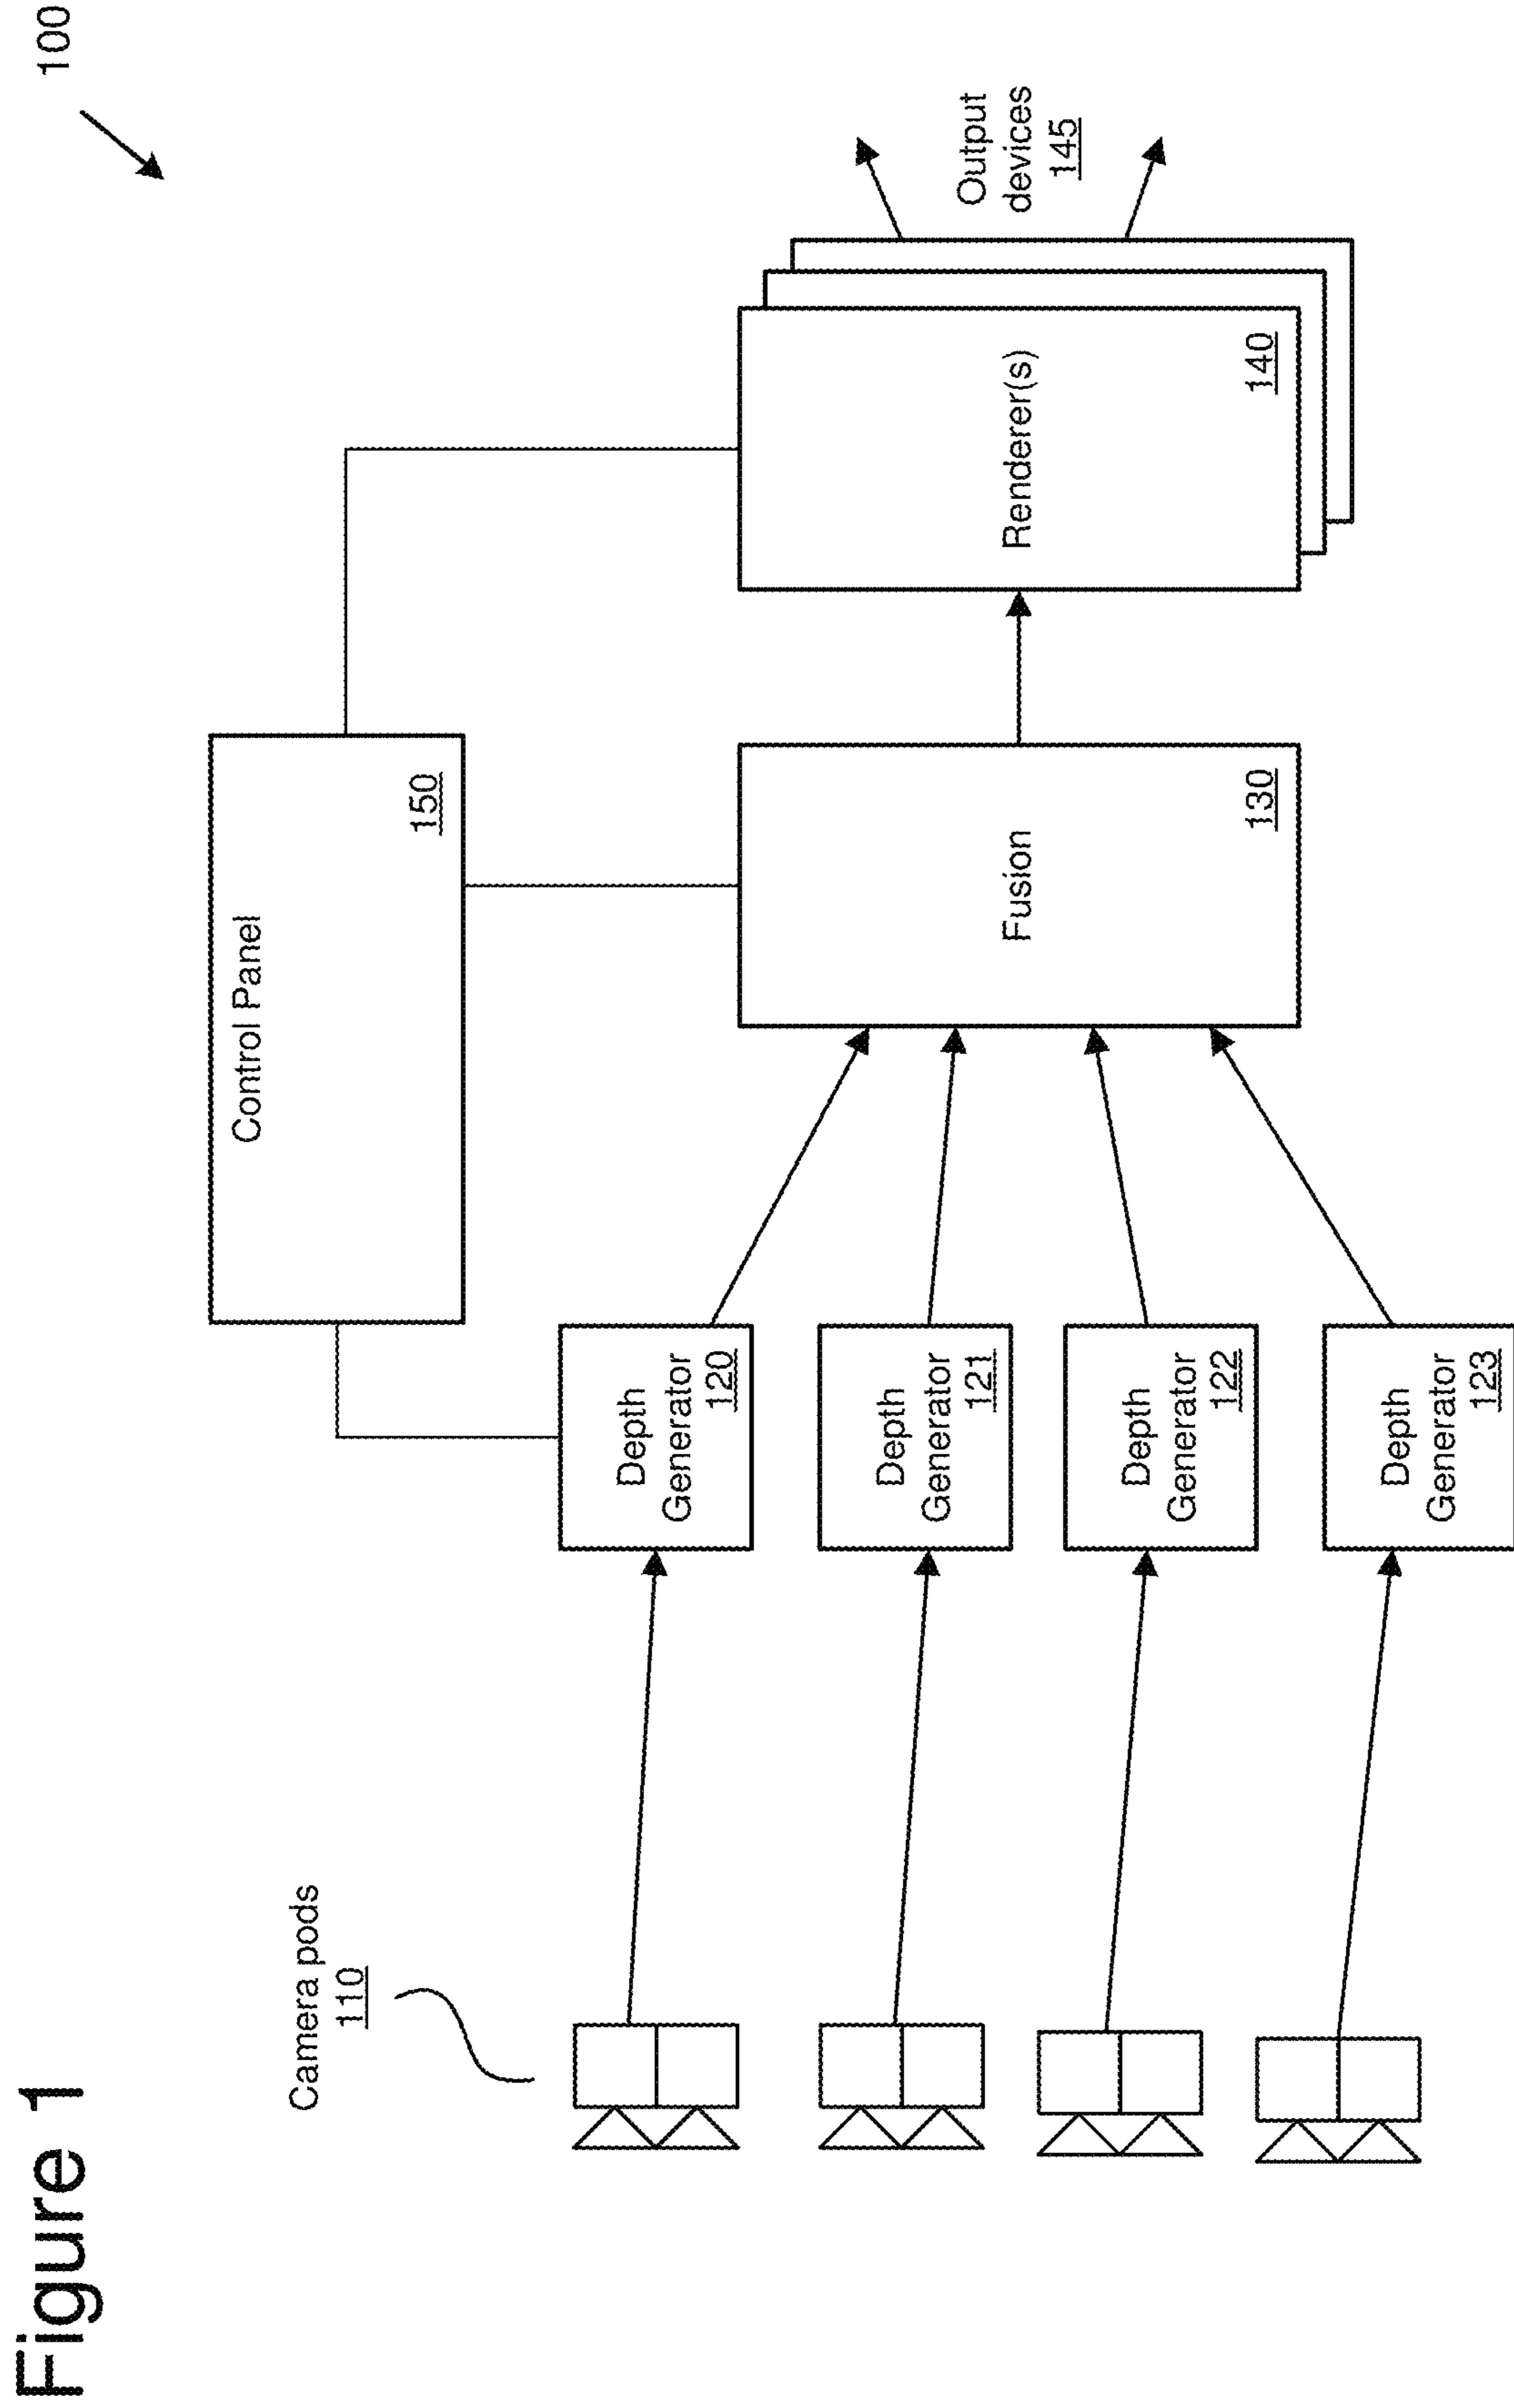 Figure 1
100
Camera pods
110
Control Panel
150
Depth
Generator
120
Depth
Generator
121
Depth
Generator
122
Depth
Generator
123
Fusion
130
Renderer(s)
140
Output
devices
145